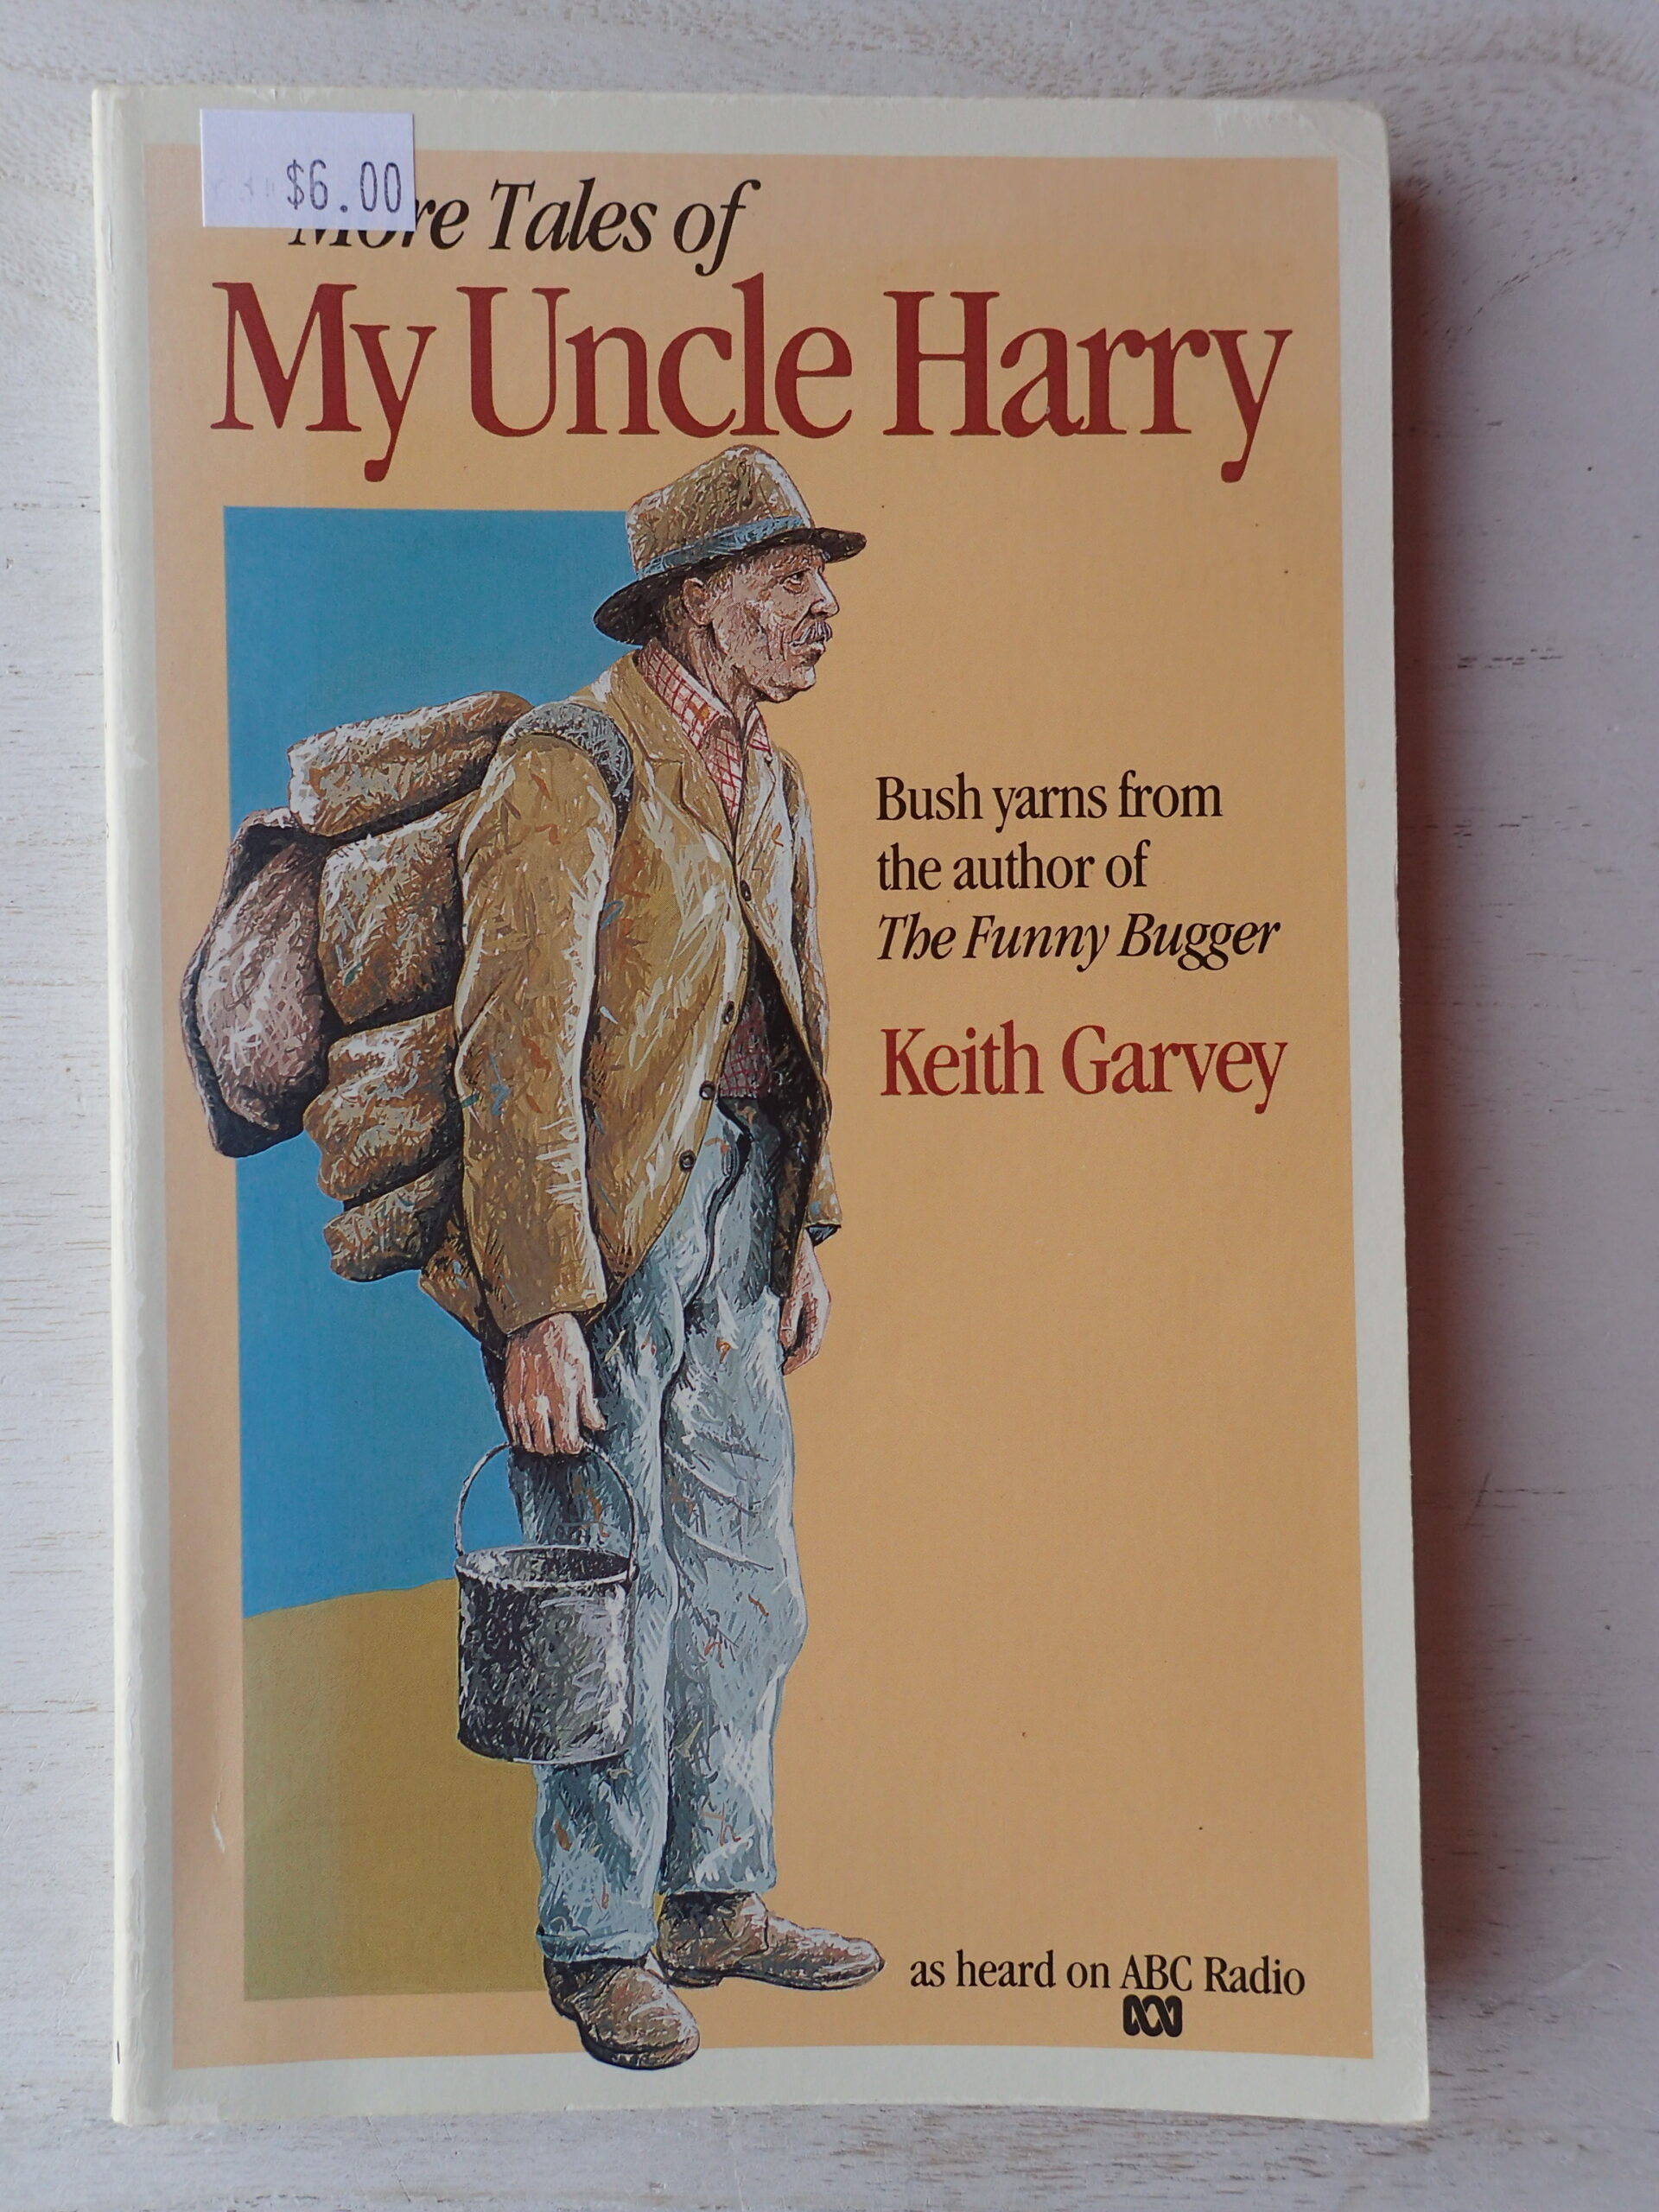 $6.00
More Tales of
My Uncle Harry
Bush yarns from
the author of
The Funny Bugger
Keith Garvey
as heard on ABC Radio